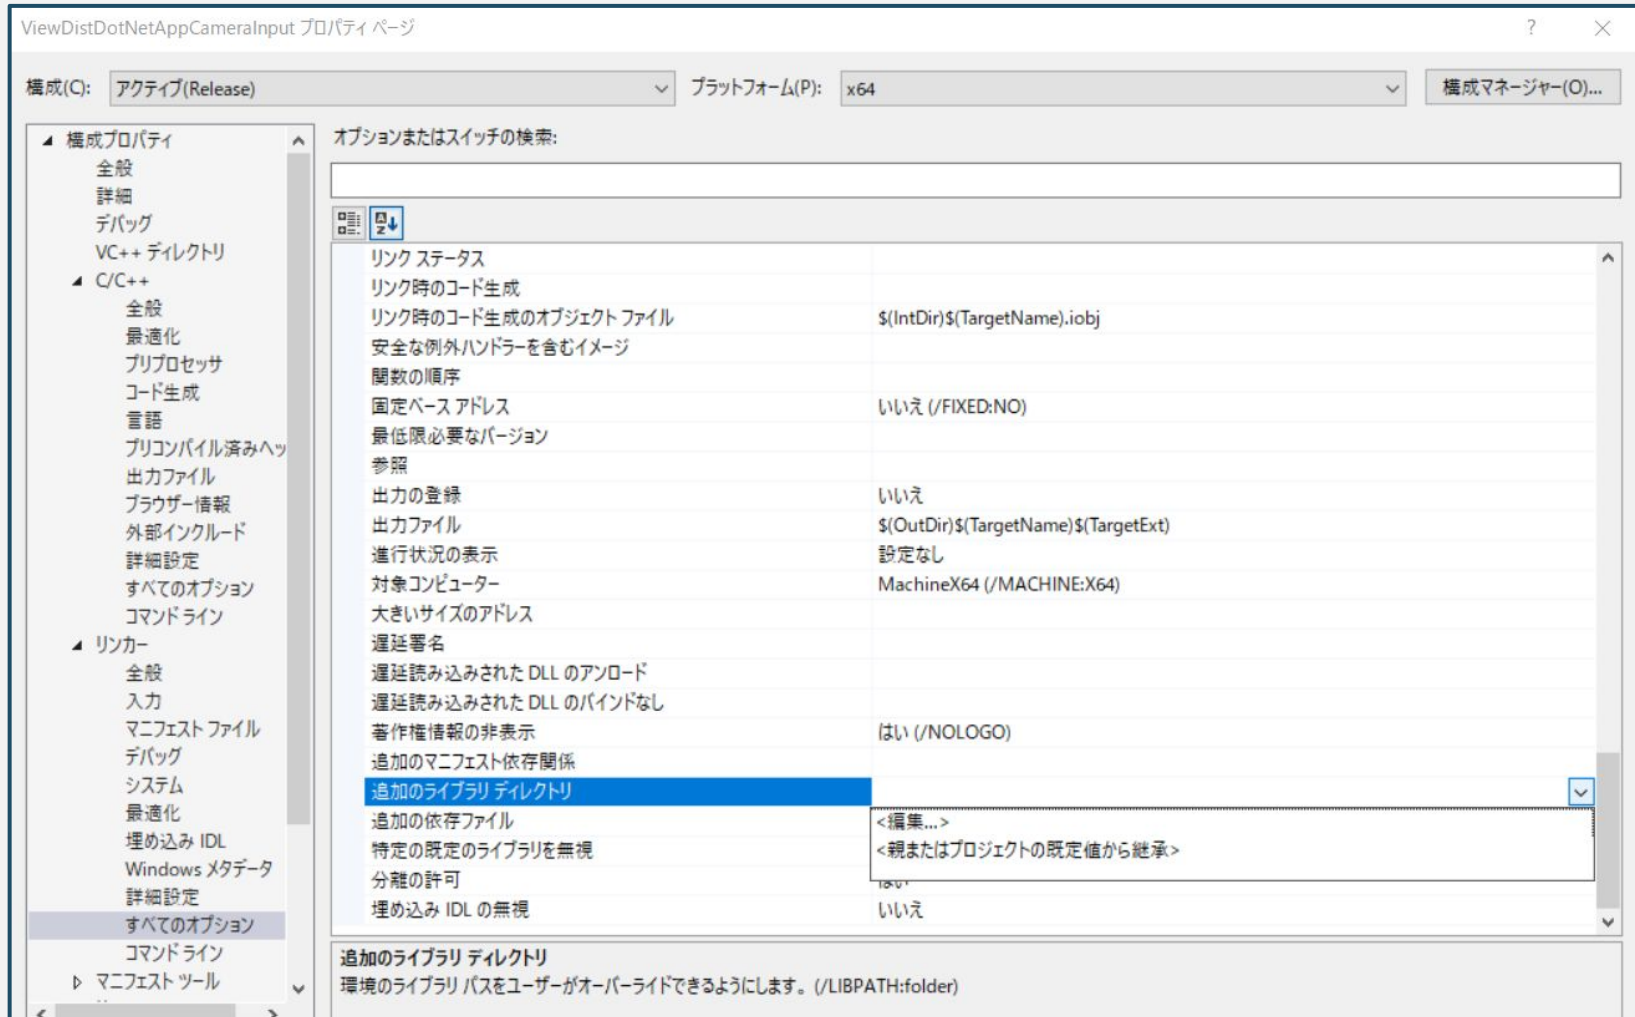 ViewDistDotNetAppCameraInput プロパティ ページ
構成(C): アクティブ(Release) プラットフォーム(P): x64 構成マネージャー(O)...
構成プロパティ
全般
詳細
デバッグ
VC++ ディレクトリ
C/C++
全般
最適化
プリプロセッサ
コード生成
言語
プリコンパイル済みヘッ
出力ファイル
ブラウザー情報
外部インクルード
詳細設定
すべてのオプション
コマンド ライン
リンカー
全般
入力
マニフェスト ファイル
デバッグ
システム
最適化
埋め込み IDL
Windows メタデータ
詳細設定
すべてのオプション
コマンド ライン
マニフェスト ツール
オプションまたはスイッチの検索:
リンク ステータス
リンク時のコード生成
リンク時のコード生成のオブジェクト ファイル $(IntDir)$(TargetName).iobj
安全な例外ハンドラーを含むイメージ
関数の順序
固定ベース アドレス いいえ (/FIXED:NO)
最低限必要なバージョン
参照
出力の登録 いいえ
出力ファイル $(OutDir)$(TargetName)$(TargetExt)
進行状況の表示 設定なし
対象コンピューター MachineX64 (/MACHINE:X64)
大きいサイズのアドレス
遅延署名
遅延読み込みされた DLL のアンロード
遅延読み込みされた DLL のバインドなし
著作権情報の非表示 はい (/NOLOGO)
追加のマニフェスト依存関係
追加のライブラリ ディレクトリ
追加の依存ファイル <編集...>
特定の既定のライブラリを無視 <親またはプロジェクトの既定値から継承>
分離の許可 はい
埋め込み IDL の無視 いいえ
追加のライブラリ ディレクトリ
環境のライブラリ パスをユーザーがオーバーライドできるようにします。(/LIBPATH:folder)